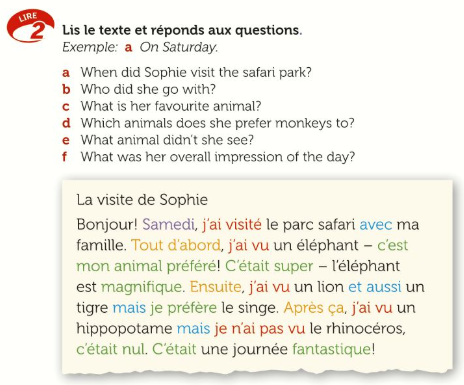 LIRE
2
Lis le texte et réponds aux questions.
Exemple: a On Saturday.
a When did Sophie visit the safari park?
b Who did she go with?
c What is her favourite animal?
d Which animals does she prefer monkeys to?
e What animal didn't she see?
f What was her overall impression of the day?
La visite de Sophie
Bonjour! Samedi, j'ai visité le parc safari avec ma
famille. Tout d'abord, j'ai vu un éléphant – c'est
mon animal préféré! C'était super – l'éléphant
est magnifique. Ensuite, j'ai vu un lion et aussi un
tigre mais je préfère le singe. Après ça, j'ai vu un
hippopotame mais je n'ai pas vu le rhinocéros,
c'était nul. C'était une journée fantastique!